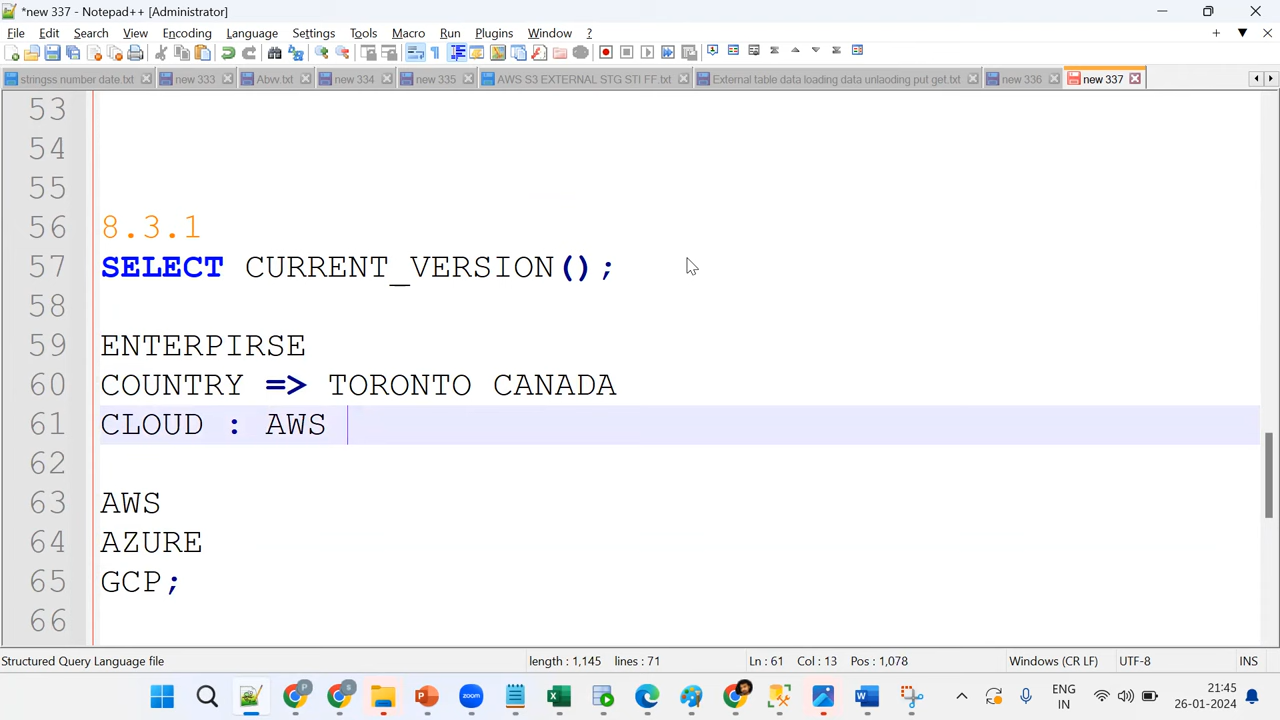 *new 337 - Notepad++ [Administrator]
File Edit Search View Encoding Language Settings Tools Macro Run Plugins Window ?
stringss number date.txt new 333 Abvv.txt new 334 new 335 AWS S3 EXTERNAL STG STI FF.txt External table data loading data unlaoding put get.txt new 336 new 337
53
54
55
56 8.3.1
57 SELECT CURRENT_VERSION();
58
59 ENTERPIRSE
60 COUNTRY => TORONTO CANADA
61 CLOUD : AWS
62
63 AWS
64 AZURE
65 GCP;
66
Structured Query Language file length : 1,145 lines : 71 Ln : 61 Col : 13 Pos : 1,078 Windows (CR LF) UTF-8 INS
zoom
ENG 21:45
IN 26-01-2024